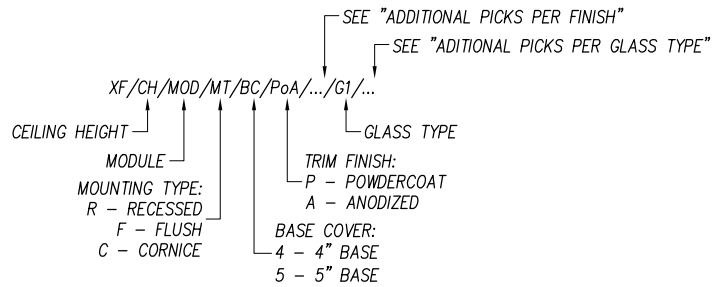 SEE "ADDITIONAL PICKS PER FINISH"
SEE "ADITIONAL PICKS PER GLASS TYPE"
XF/CH/MOD/MT/BC/PoA/.../G1/...
CEILING HEIGHT
GLASS TYPE
MODULE
MOUNTING TYPE:
R – RECESSED
F – FLUSH
C – CORNICE
TRIM FINISH:
P – POWDERCOAT
A – ANODIZED
BASE COVER:
4 – 4" BASE
5 – 5" BASE